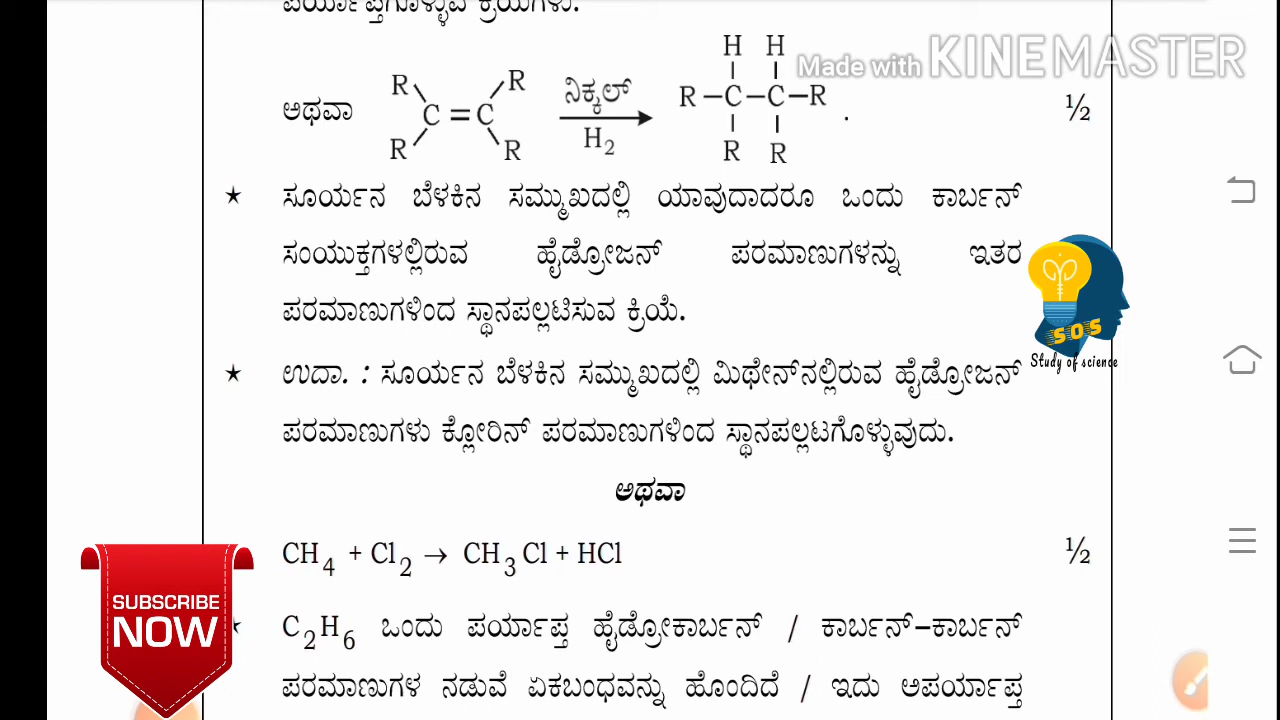 ಪರ್ಯಾಪ್ತಗೊಳ್ಳುವ ಕ್ರಿಯೆಗಳು.
Made with KINEMASTER
H H
R R ನಿಕ್ಕಲ್ R–C–C–R
ಅಥವಾ C=C . ½
R R H2 R R
★ ಸೂರ್ಯನ ಬೆಳಕಿನ ಸಮ್ಮುಖದಲ್ಲಿ ಯಾವುದಾದರೂ ಒಂದು ಕಾರ್ಬನ್
ಸಂಯುಕ್ತಗಳಲ್ಲಿರುವ ಹೈಡ್ರೋಜನ್ ಪರಮಾಣುಗಳನ್ನು ಇತರ
ಪರಮಾಣುಗಳಿಂದ ಸ್ಥಾನಪಲ್ಲಟಿಸುವ ಕ್ರಿಯೆ.
SOS
Study of science
★ ಉದಾ. : ಸೂರ್ಯನ ಬೆಳಕಿನ ಸಮ್ಮುಖದಲ್ಲಿ ಮಿಥೇನ್‌ನಲ್ಲಿರುವ ಹೈಡ್ರೋಜನ್
ಪರಮಾಣುಗಳು ಕ್ಲೋರಿನ್ ಪರಮಾಣುಗಳಿಂದ ಸ್ಥಾನಪಲ್ಲಟಗೊಳ್ಳುವುದು.
ಅಥವಾ
CH4 + Cl2 → CH3Cl + HCl ½
SUBSCRIBE
NOW
★ C2H6 ಒಂದು ಪರ್ಯಾಪ್ತ ಹೈಡ್ರೋಕಾರ್ಬನ್ / ಕಾರ್ಬನ್–ಕಾರ್ಬನ್
ಪರಮಾಣುಗಳ ನಡುವೆ ಏಕಬಂಧವನ್ನು ಹೊಂದಿದೆ / ಇದು ಅಪರ್ಯಾಪ್ತ